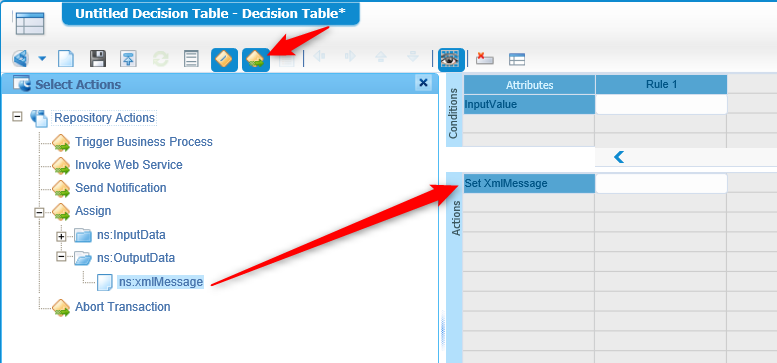 Untitled Decision Table - Decision Table*
Select Actions
Repository Actions
Trigger Business Process
Invoke Web Service
Send Notification
Assign
ns:InputData
ns:OutputData
ns:xmlMessage
Abort Transaction
Conditions
Attributes
Rule 1
InputValue
Actions
Set XmlMessage